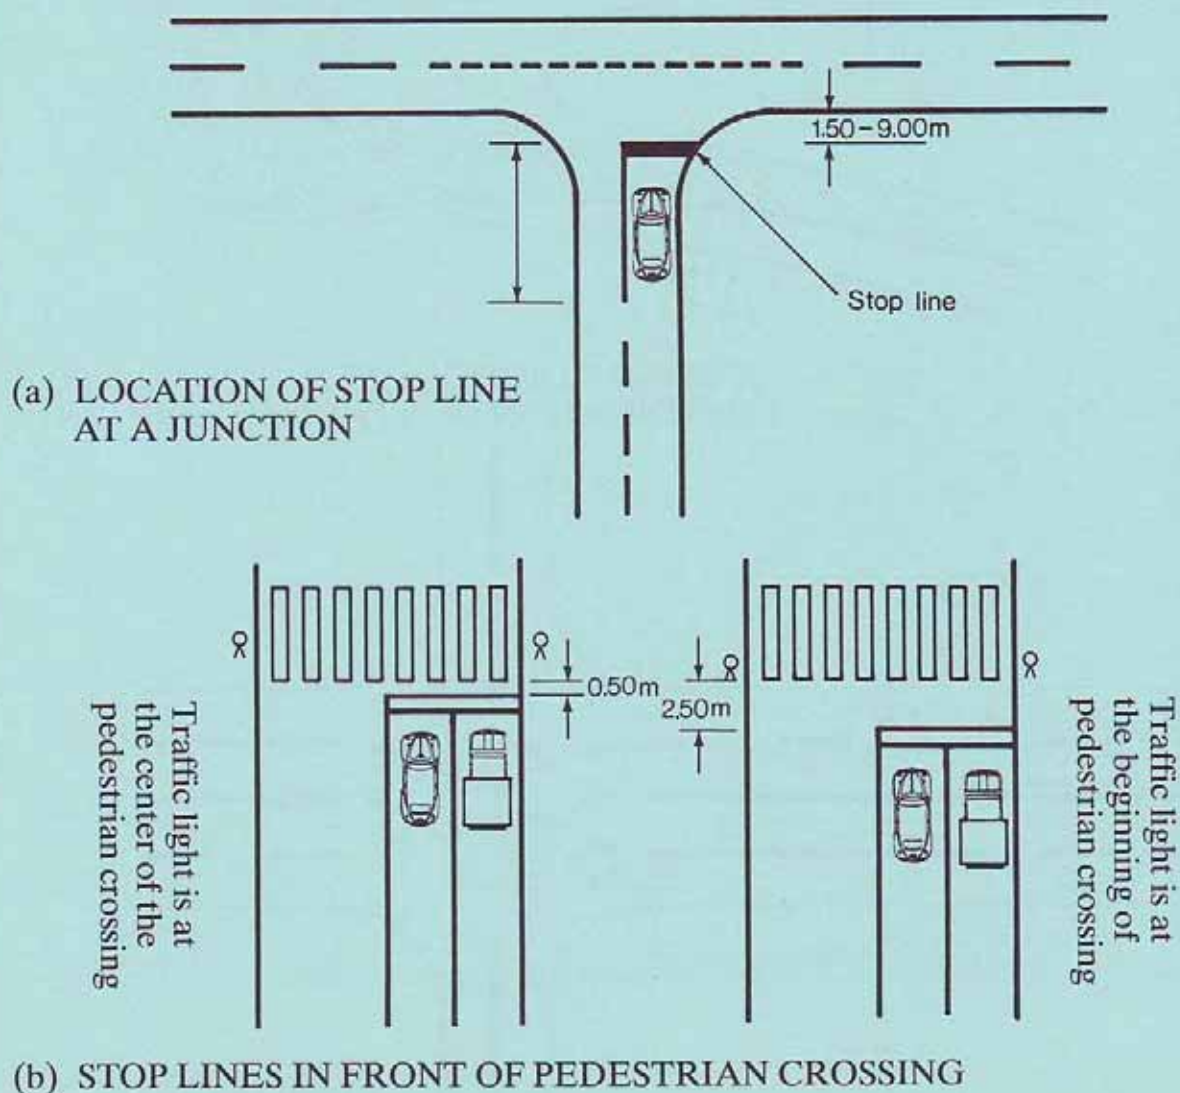 1.50-9.00m
Stop line
(a) LOCATION OF STOP LINE
AT A JUNCTION
0.50m
2.50m
Traffic light is at
the center of the
pedestrian crossing
Traffic light is at
the beginning of
pedestrian crossing
(b) STOP LINES IN FRONT OF PEDESTRIAN CROSSING